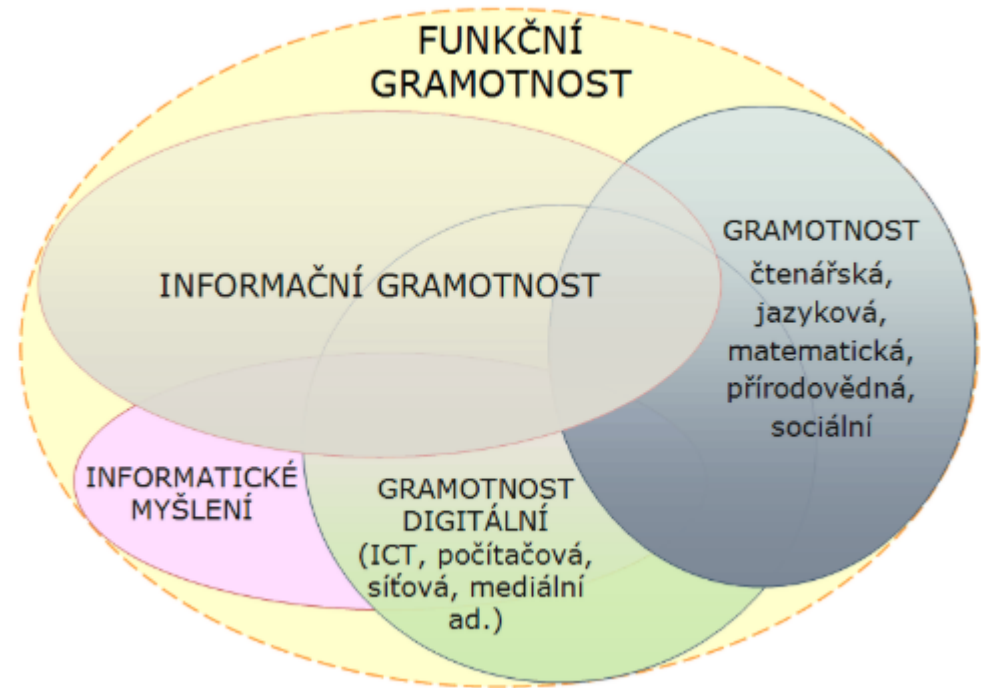 FUNKČNÍ
GRAMOTNOST
INFORMAČNÍ GRAMOTNOST
GRAMOTNOST
čtenářská,
jazyková,
matematická,
přírodovědná,
sociální
INFORMATICKÉ
MYŠLENÍ
GRAMOTNOST
DIGITÁLNÍ
(ICT, počítačová,
síťová, mediální
ad.)